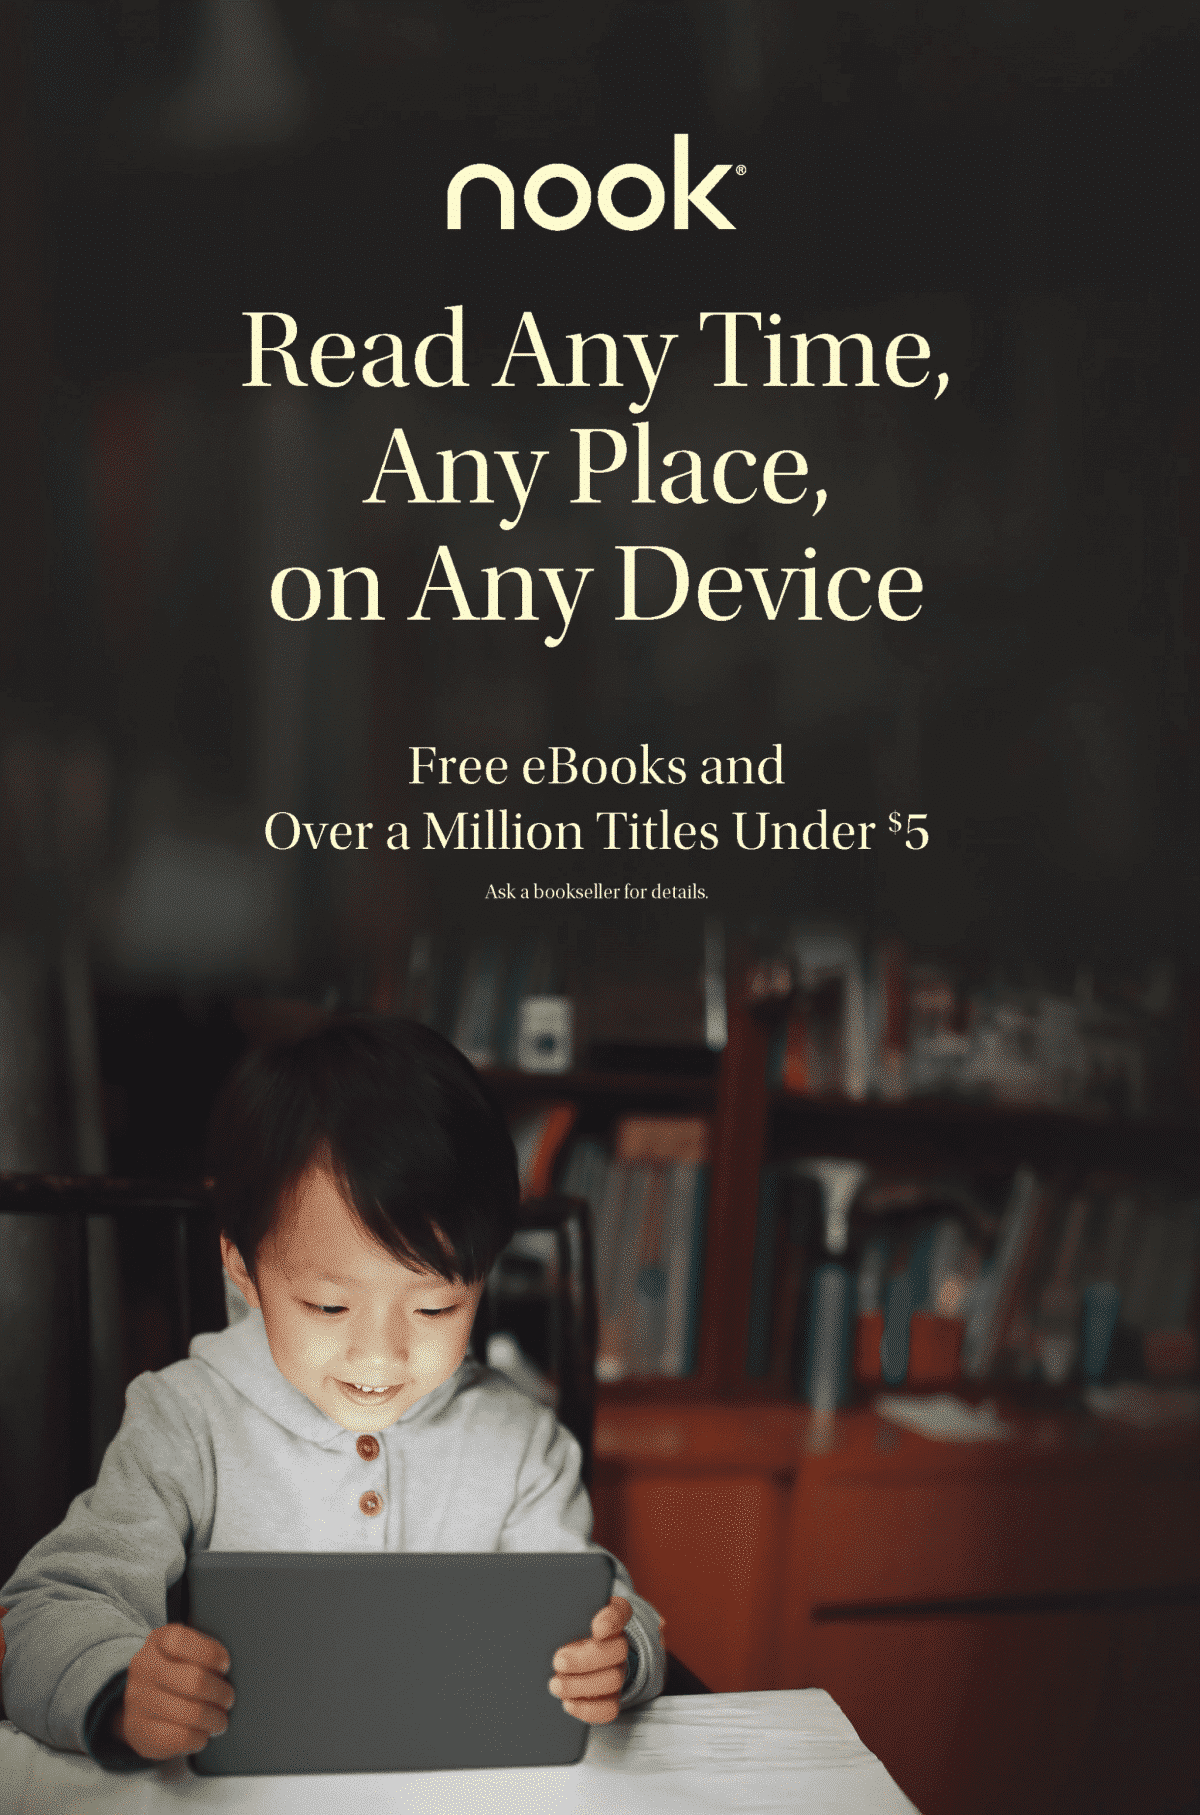 nook®
Read Any Time,
Any Place,
on Any Device
Free eBooks and
Over a Million Titles Under $5
Ask a bookseller for details.